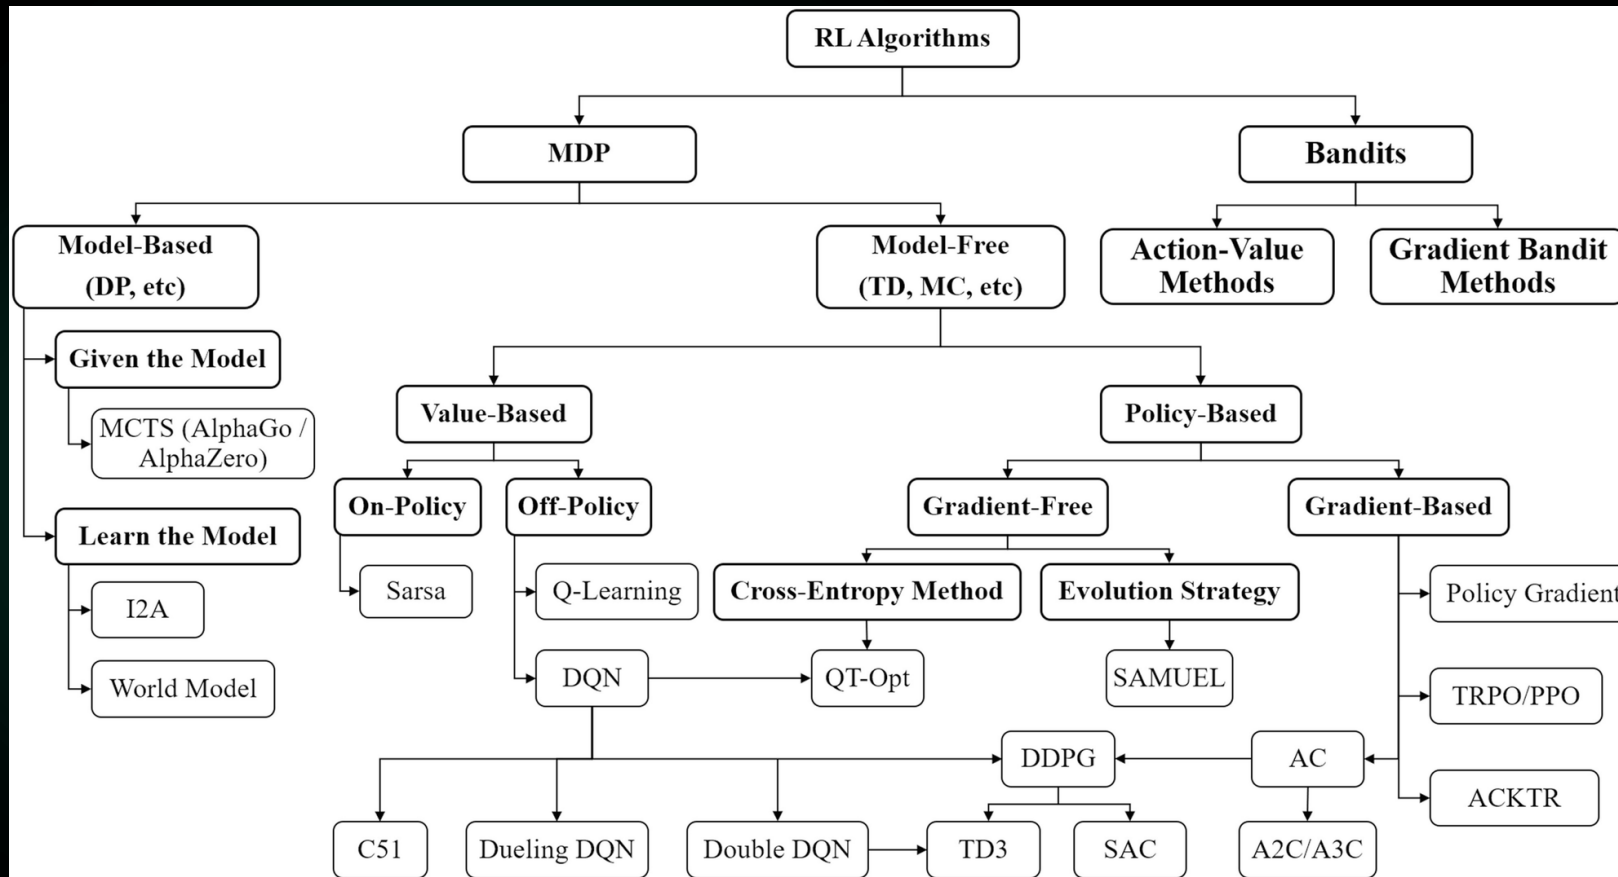 RL Algorithms
MDP
Bandits
Model-Based
(DP, etc)
Model-Free
(TD, MC, etc)
Action-Value
Methods
Gradient Bandit
Methods
Given the Model
MCTS (AlphaGo /
AlphaZero)
Learn the Model
I2A
World Model
Value-Based
Policy-Based
On-Policy
Off-Policy
Gradient-Free
Gradient-Based
Sarsa
Q-Learning
Cross-Entropy Method
Evolution Strategy
Policy Gradient
DQN
QT-Opt
SAMUEL
TRPO/PPO
DDPG
AC
ACKTR
C51
Dueling DQN
Double DQN
TD3
SAC
A2C/A3C